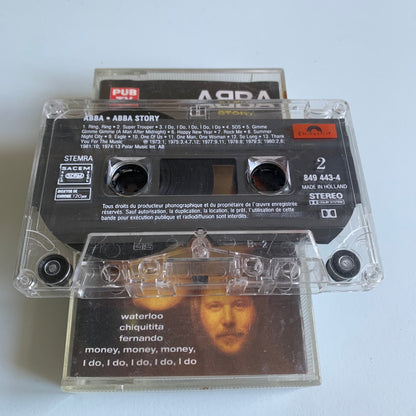 PUB
TV
ABBA
STORY
ABBA • ABBA STORY
1. Ring, Ring • 2. Super Trouper • 3. I Do, I Do, I Do, I Do, I Do • 4. SOS • 5. Gimme
Gimme Gimme (A Man After Midnight) • 6. Happy New Year • 7. Rock Me • 8. Summer
Night City • 9. Eagle • 10. One Of Us • 11. One Man, One Woman • 12. So Long • 13. Thank
You For The Music
STEMRA
SACEM
Polydor
2
849 443-4
MADE IN HOLLAND
STEREO
DOLBY SYSTEM
Tous droits du producteur phonographique et du propriétaire de l'œuvre enregistrée
réservés. Sauf autorisation, la duplication, la location, le prêt, l'utilisation de cette
bande pour exécution publique et radiodiffusion sont interdits.
waterloo
chiquitita
fernando
money, money, money,
I do, I do, I do, I do, I do